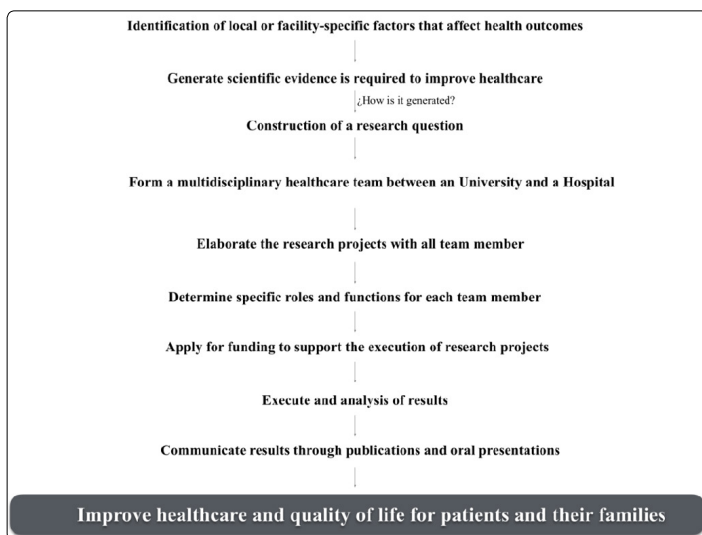 Identification of local or facility-specific factors that affect health outcomes
Generate scientific evidence is required to improve healthcare
¿How is it generated?
Construction of a research question
Form a multidisciplinary healthcare team between an University and a Hospital
Elaborate the research projects with all team member
Determine specific roles and functions for each team member
Apply for funding to support the execution of research projects
Execute and analysis of results
Communicate results through publications and oral presentations
Improve healthcare and quality of life for patients and their families